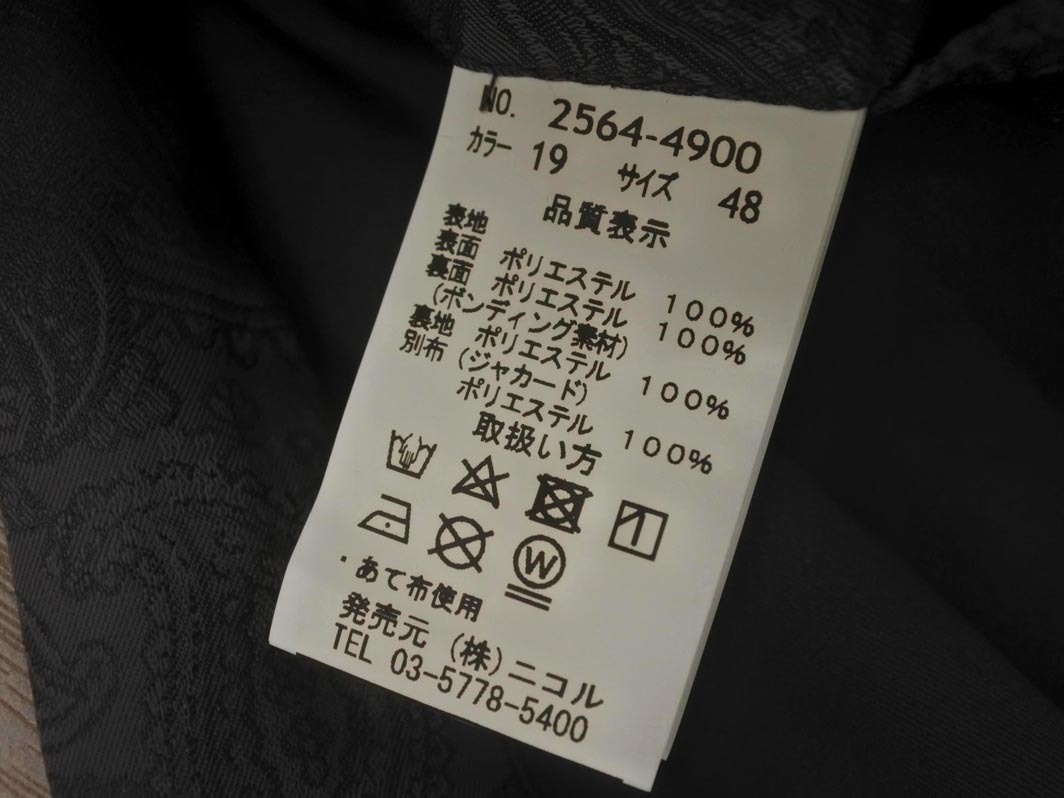 NO. 2564-4900
カラー 19 サイズ 48
品質表示
表地
表面 ポリエステル 100%
裏面 ポリエステル 100%
(ボンディング素材)
裏地 ポリエステル 100%
別布 (ジャカード)
ポリエステル 100%
取扱い方
W
・あて布使用
発売元 (株)ニコル
TEL 03-5778-5400